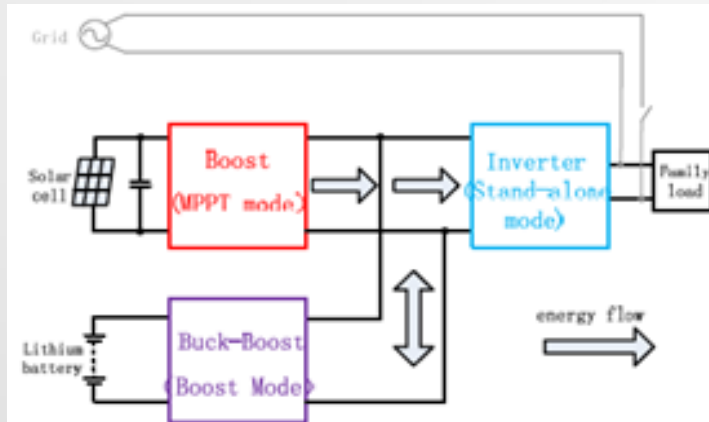 Grid
Solar
cell
Boost
(MPPT mode)
Inverter
(Stand-alone
mode)
Family
load
Lithium
battery
Buck-Boost
(Boost Mode)
energy flow